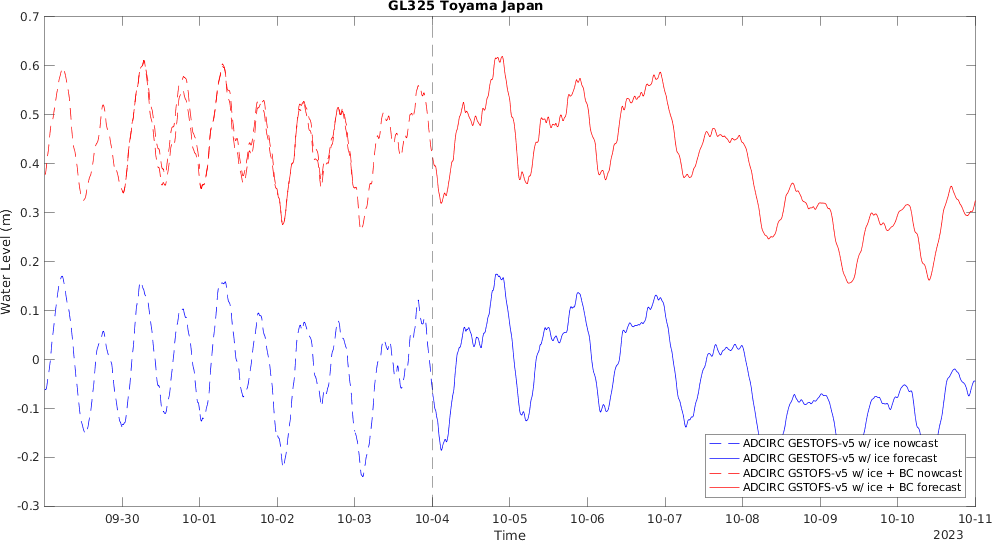 GL325 Toyama Japan
0.7
0.6
0.5
0.4
0.3
0.2
0.1
0
-0.1
-0.2
-0.3
Water Level (m)
ADCIRC GESTOFS-v5 w/ ice nowcast
ADCIRC GESTOFS-v5 w/ ice forecast
ADCIRC GSTOFS-v5 w/ ice + BC nowcast
ADCIRC GSTOFS-v5 w/ ice + BC forecast
09-30 10-01 10-02 10-03 10-04 10-05 10-06 10-07 10-08 10-09 10-10 10-11
Time
2023